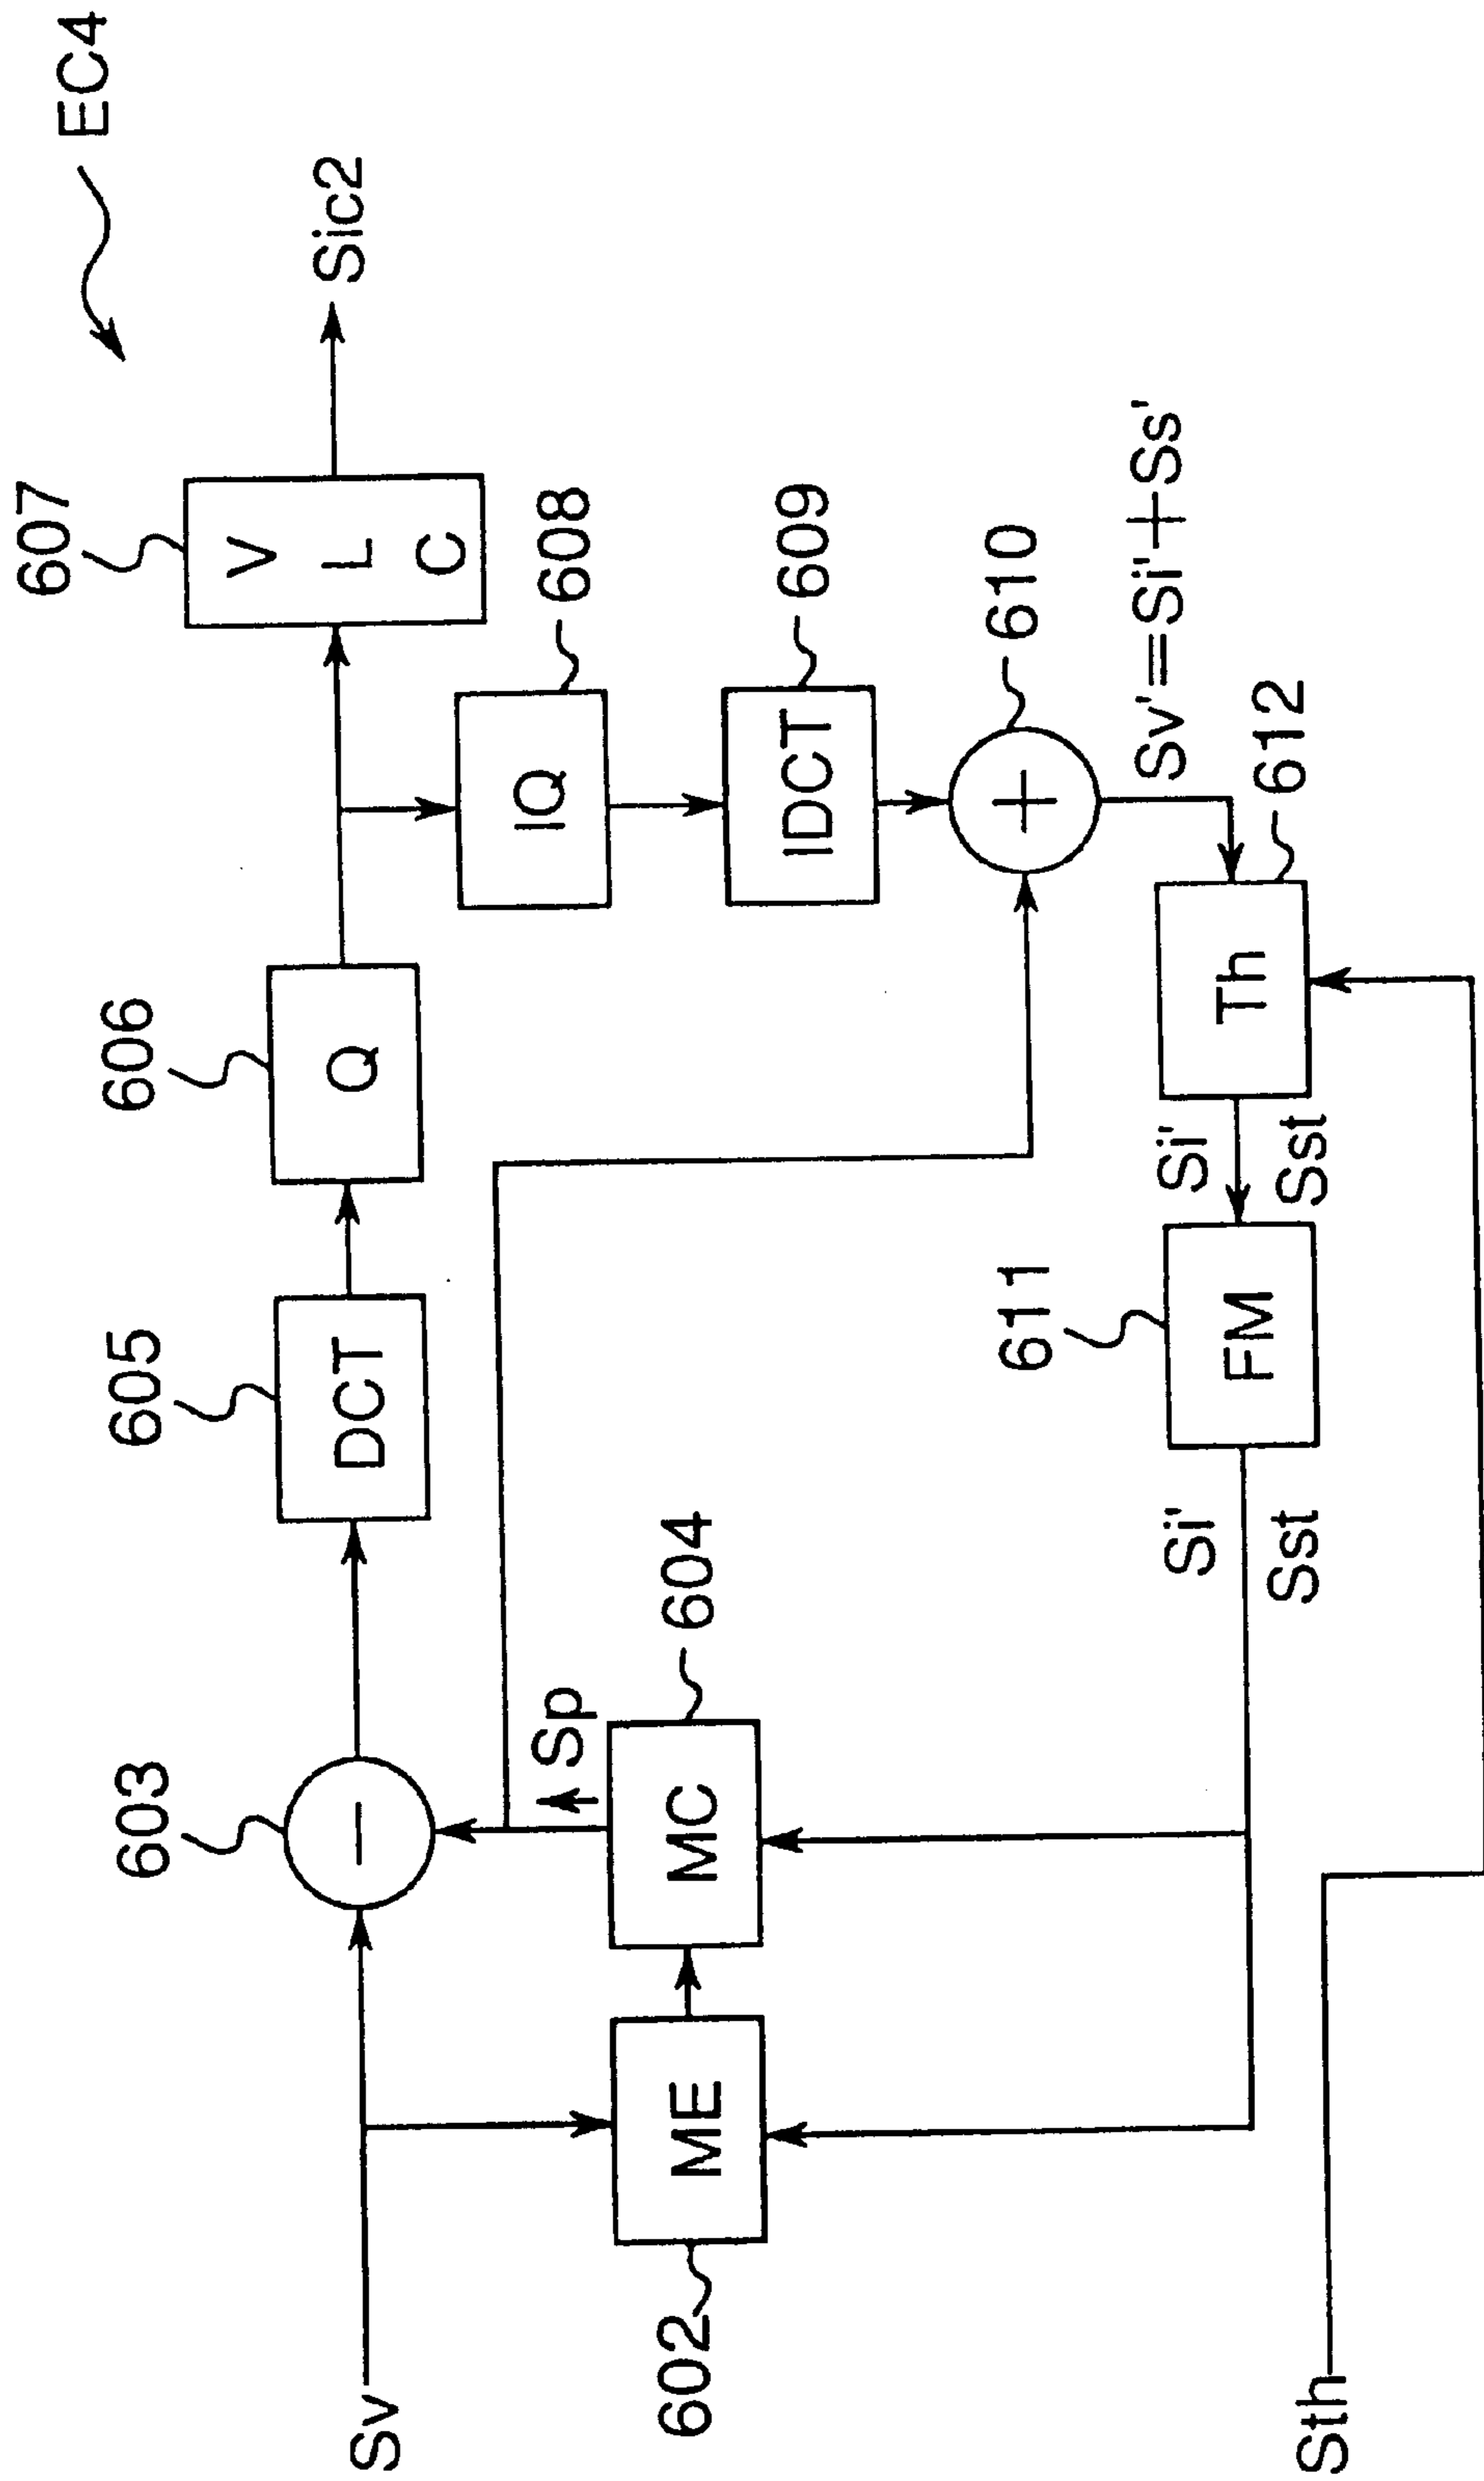 EC4
607
VLC
Sic2
606
Q
605
DCT
603
−
Sv
608
IQ
609
IDCT
610
+
Sv'=Si'+Ss'
604
MC
Sp
602
ME
612
Th
Si'
Sst
611
FM
Si'
Sst
Sth